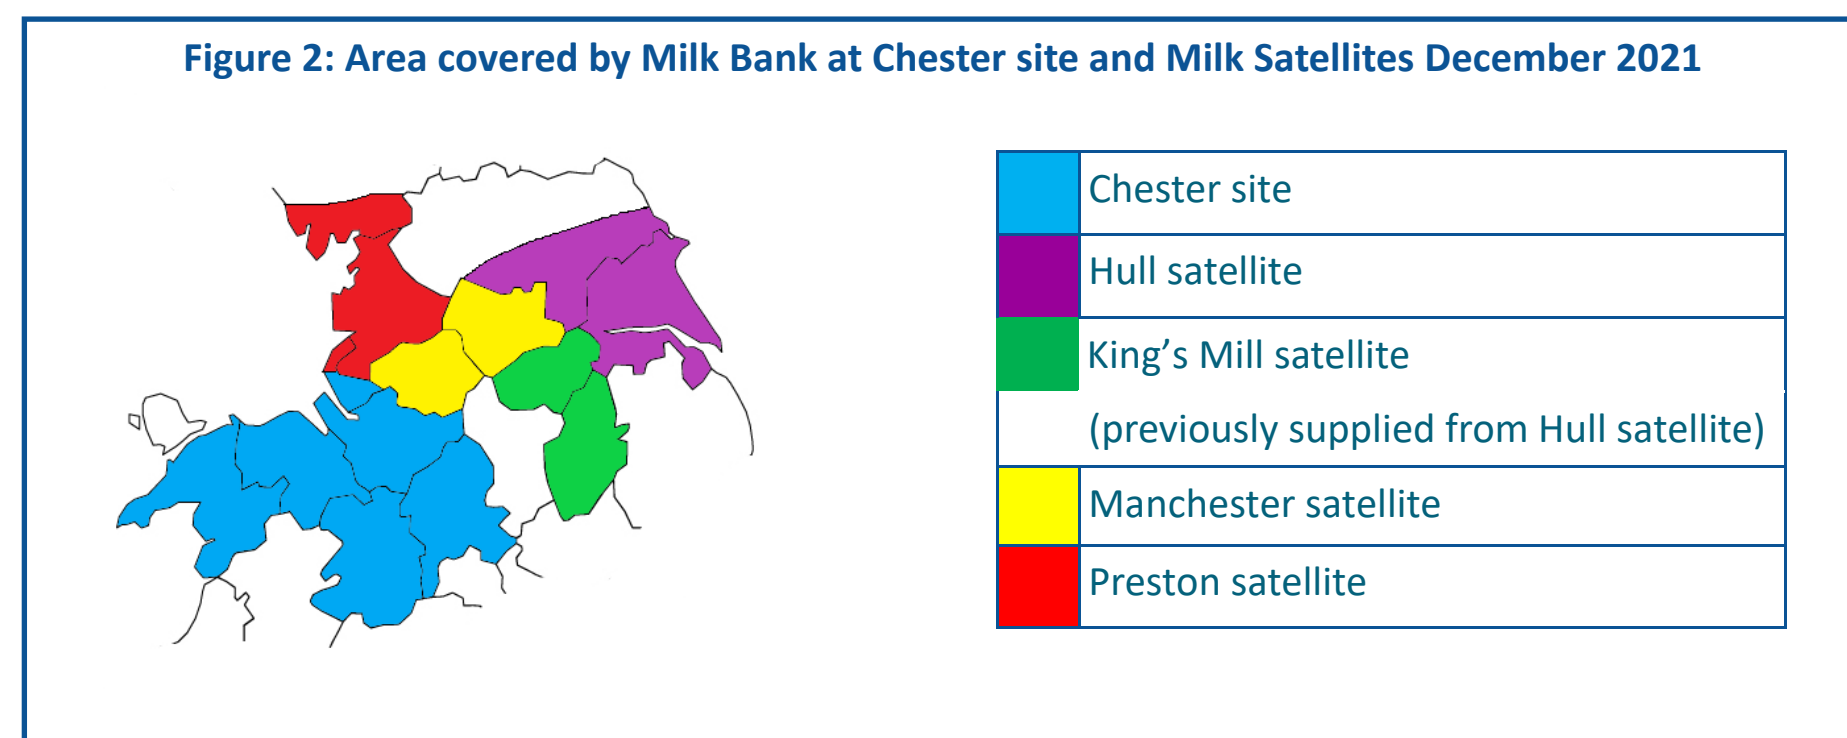 Figure 2: Area covered by Milk Bank at Chester site and Milk Satellites December 2021
Chester site
Hull satellite
King’s Mill satellite
(previously supplied from Hull satellite)
Manchester satellite
Preston satellite